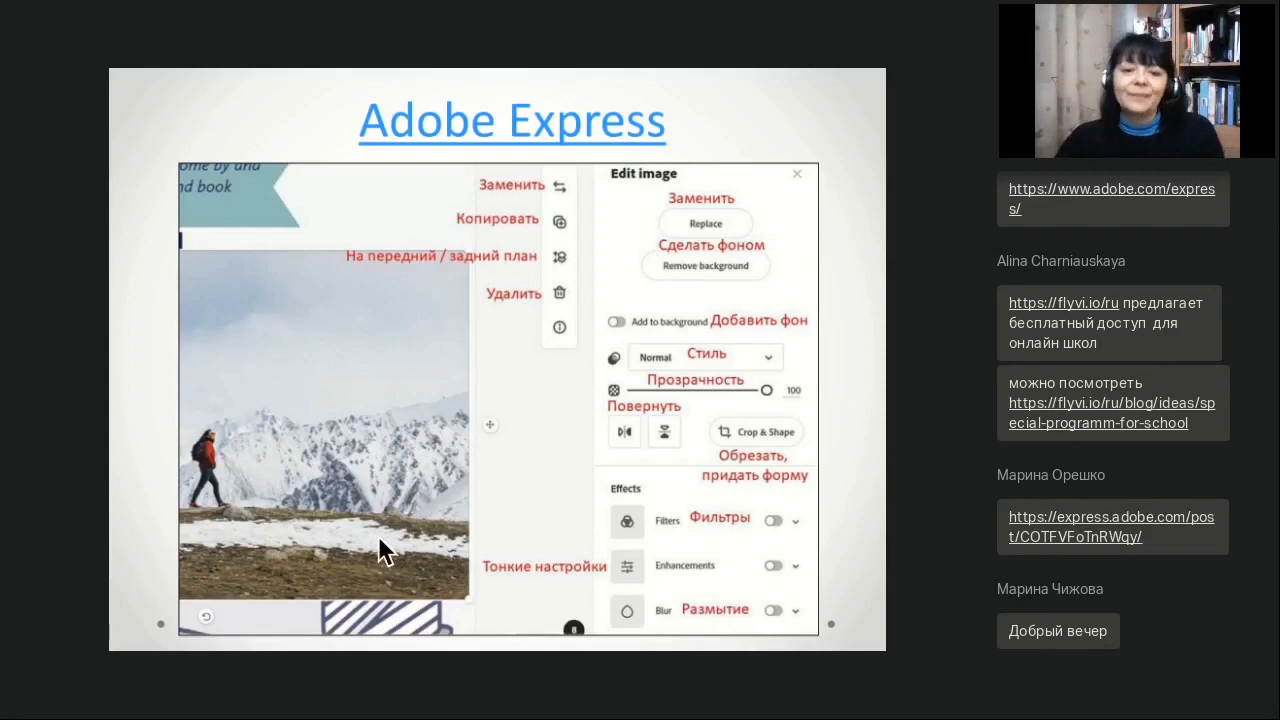 Adobe Express
ome by and
nd book
Заменить
Копировать
На передний / задний план
Удалить
Edit image
Заменить
Replace
Сделать фоном
Remove background
Add to background Добавить фон
Normal Стиль
Прозрачность
100
Повернуть
Crop & Shape
Обрезать,
придать форму
Effects
Filters Фильтры
Тонкие настройки
Enhancements
Blur Размытие
https://www.adobe.com/expres
s/
Alina Charniauskaya
https://flyvi.io/ru предлагает
бесплатный доступ для
онлайн школ
можно посмотреть
https://flyvi.io/ru/blog/ideas/sp
ecial-programm-for-school
Марина Орешко
https://express.adobe.com/pos
t/COTFVFoTnRWqy/
Марина Чижова
Добрый вечер